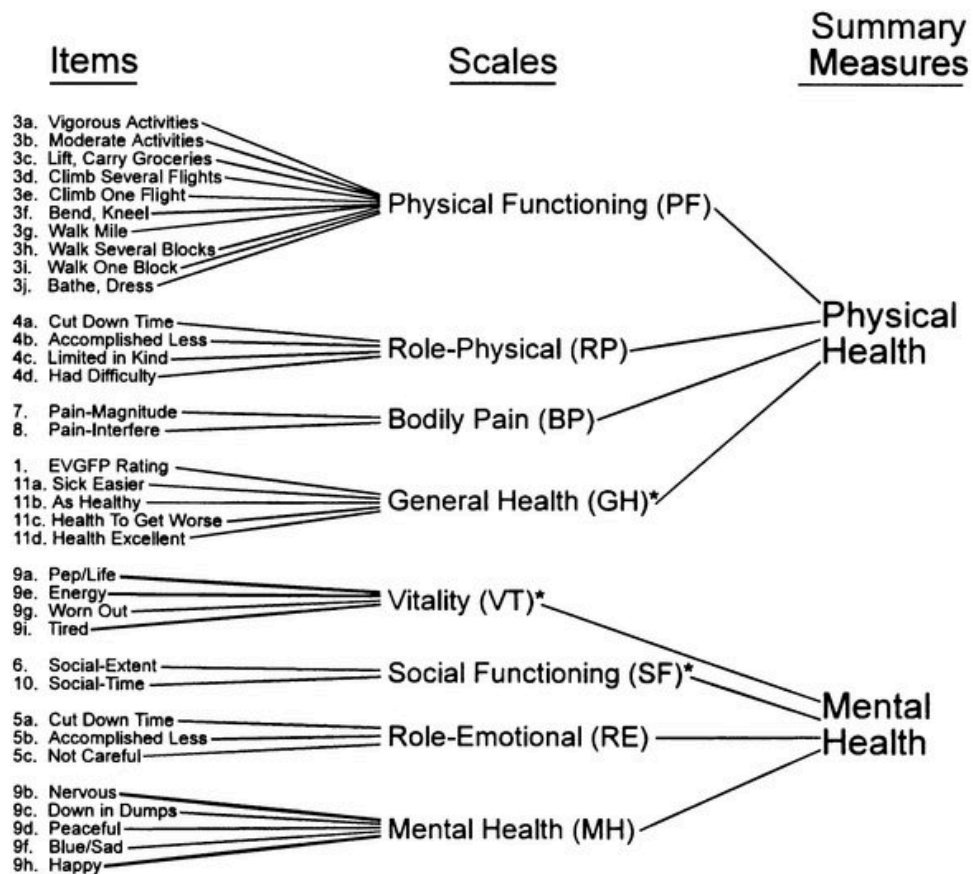 Items
Scales
Summary
Measures
3a. Vigorous Activities
3b. Moderate Activities
3c. Lift, Carry Groceries
3d. Climb Several Flights
3e. Climb One Flight
3f. Bend, Kneel
3g. Walk Mile
3h. Walk Several Blocks
3i. Walk One Block
3j. Bathe, Dress
Physical Functioning (PF)
4a. Cut Down Time
4b. Accomplished Less
4c. Limited in Kind
4d. Had Difficulty
Role-Physical (RP)
7. Pain-Magnitude
8. Pain-Interfere
Bodily Pain (BP)
1. EVGFP Rating
11a. Sick Easier
11b. As Healthy
11c. Health To Get Worse
11d. Health Excellent
General Health (GH)*
Physical
Health
9a. Pep/Life
9e. Energy
9g. Worn Out
9i. Tired
Vitality (VT)*
6. Social-Extent
10. Social-Time
Social Functioning (SF)*
5a. Cut Down Time
5b. Accomplished Less
5c. Not Careful
Role-Emotional (RE)
9b. Nervous
9c. Down in Dumps
9d. Peaceful
9f. Blue/Sad
9h. Happy
Mental Health (MH)
Mental
Health